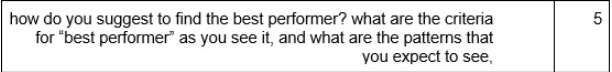 how do you suggest to find the best performer? what are the criteria
for “best performer” as you see it, and what are the patterns that
you expect to see,
5